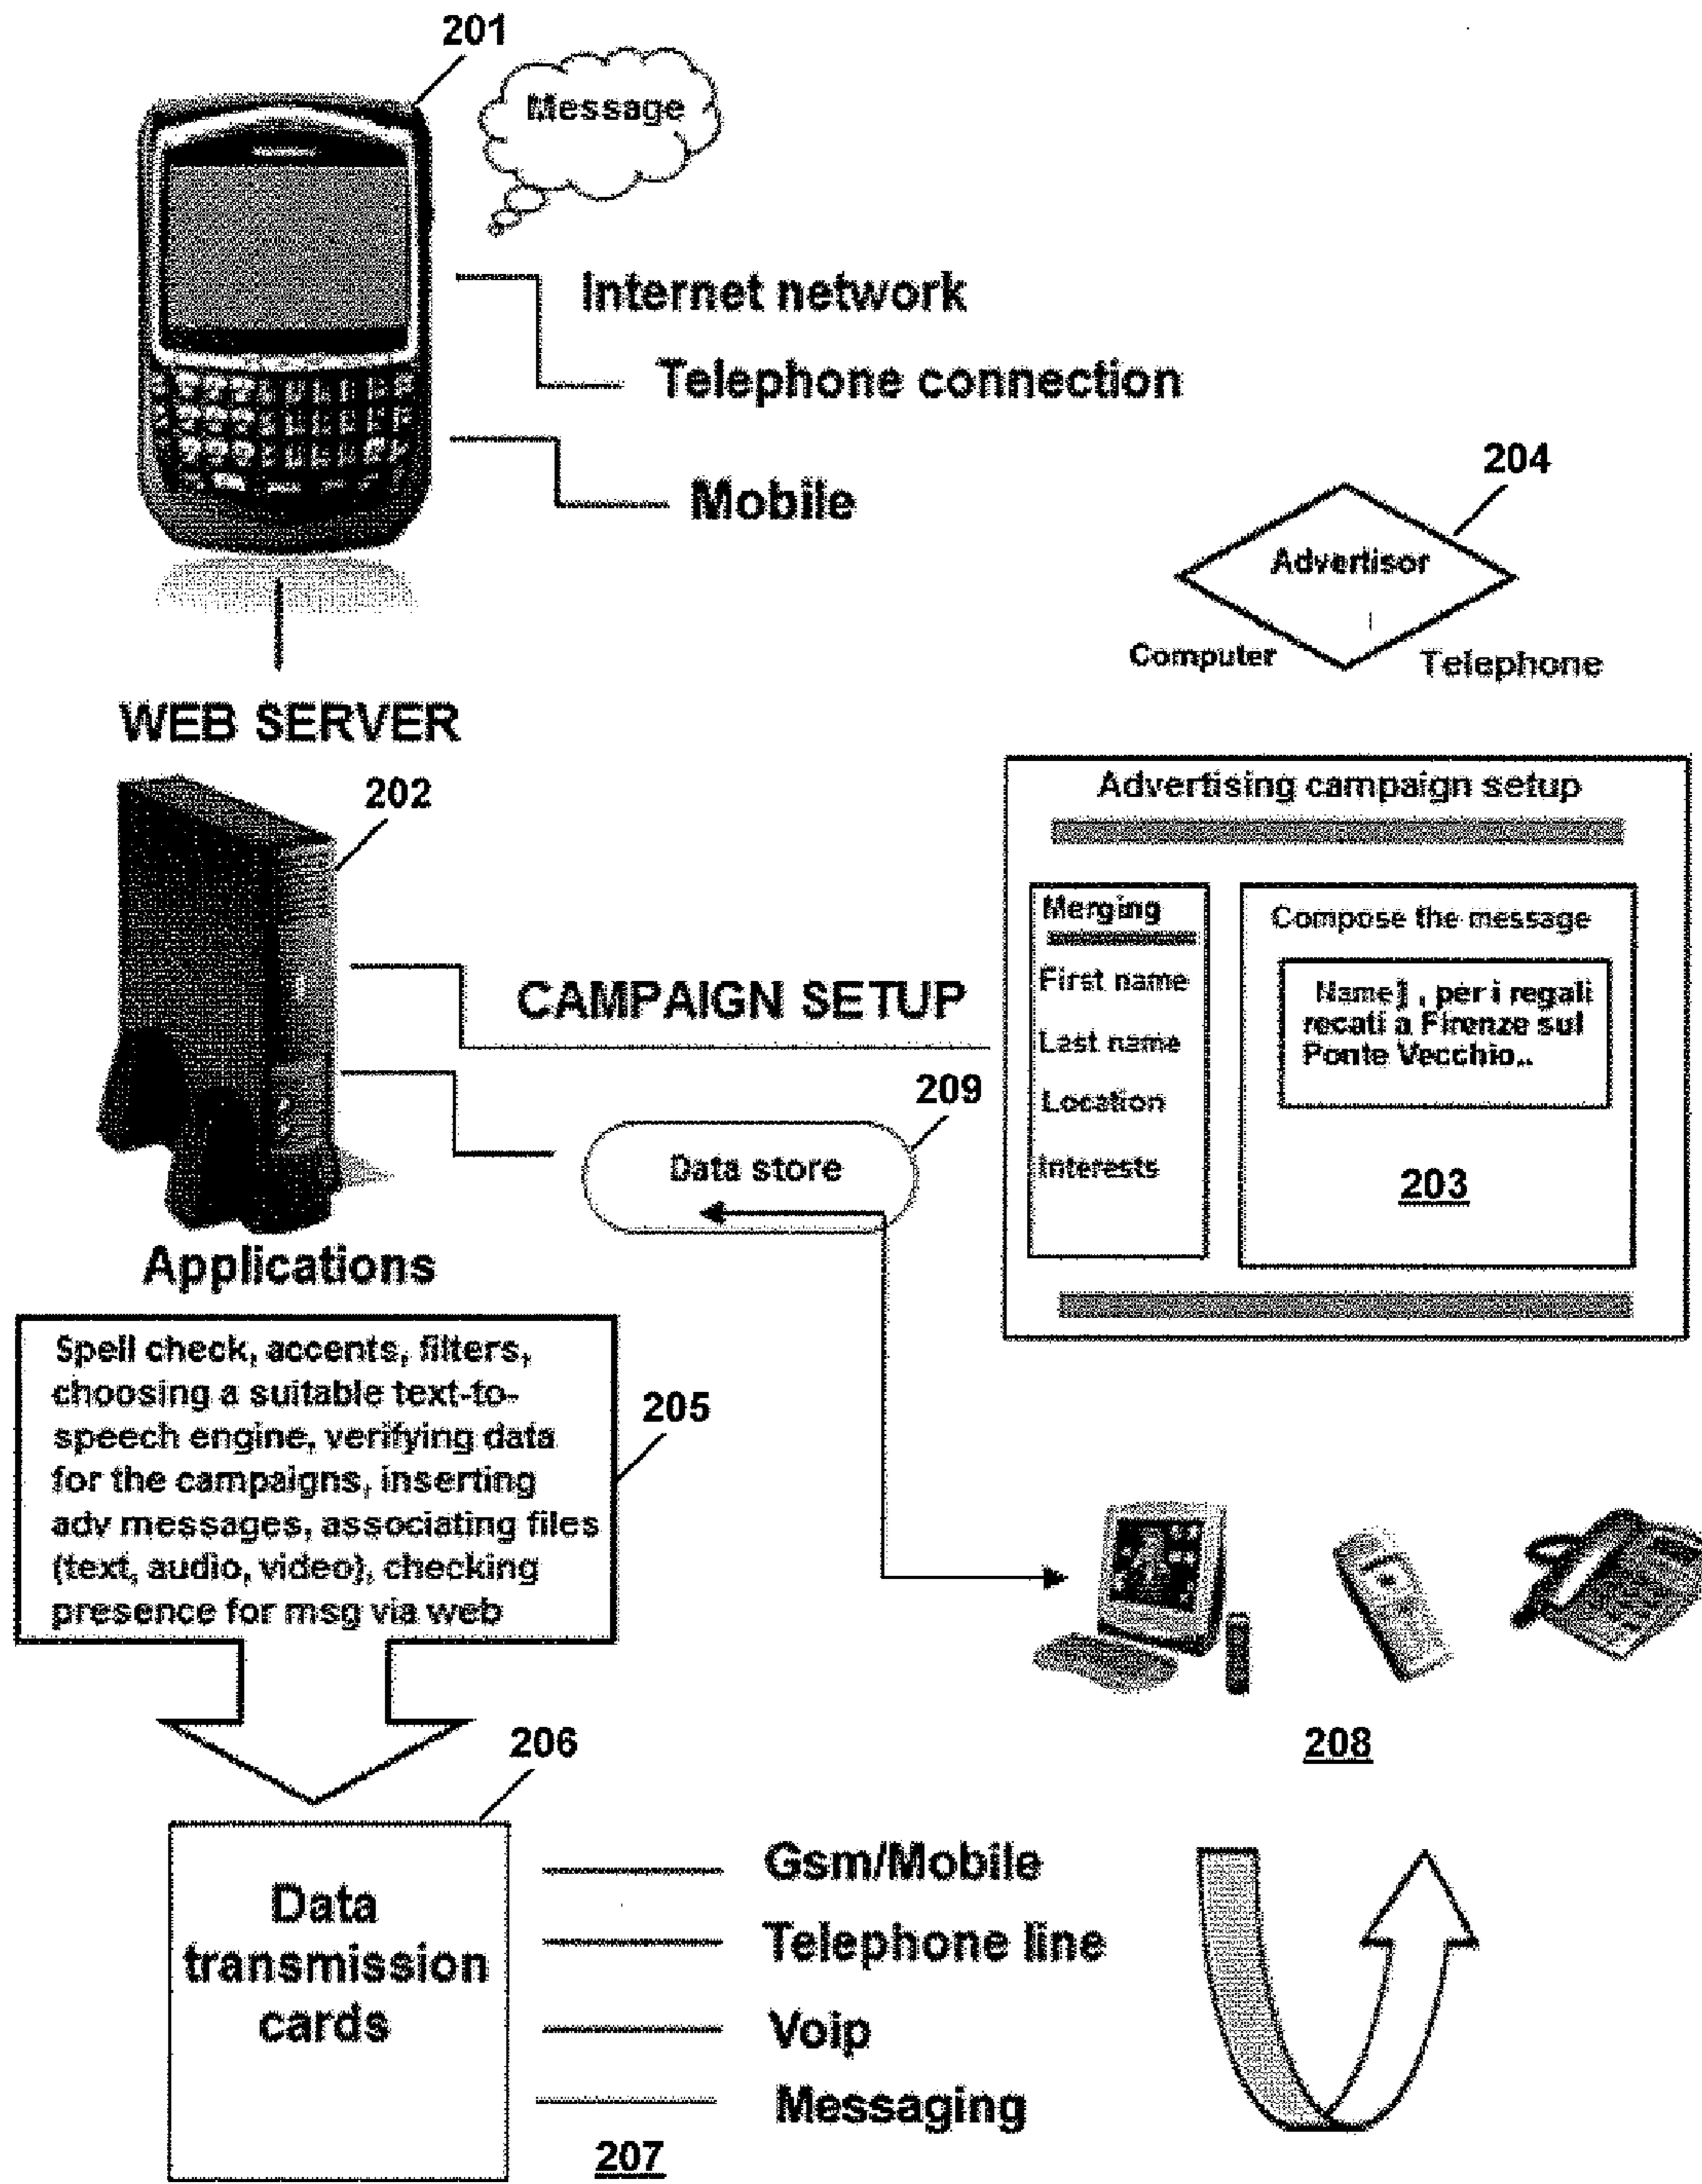 201
Message
Internet network
Telephone connection
Mobile
204
Advertisor
Computer
Telephone
WEB SERVER
202
Advertising campaign setup
Merging
First name
Last name
Location
Interests
Compose the message
Name] , per i regali
recati a Firenze sul
Ponte Vecchio..
203
CAMPAIGN SETUP
209
Data store
Applications
Spell check, accents, filters,
choosing a suitable text-to-
speech engine, verifying data
for the campaigns, inserting
adv messages, associating files
(text, audio, video), checking
presence for msg via web
205
208
206
Data
transmission
cards
Gsm/Mobile
Telephone line
Voip
Messaging
207